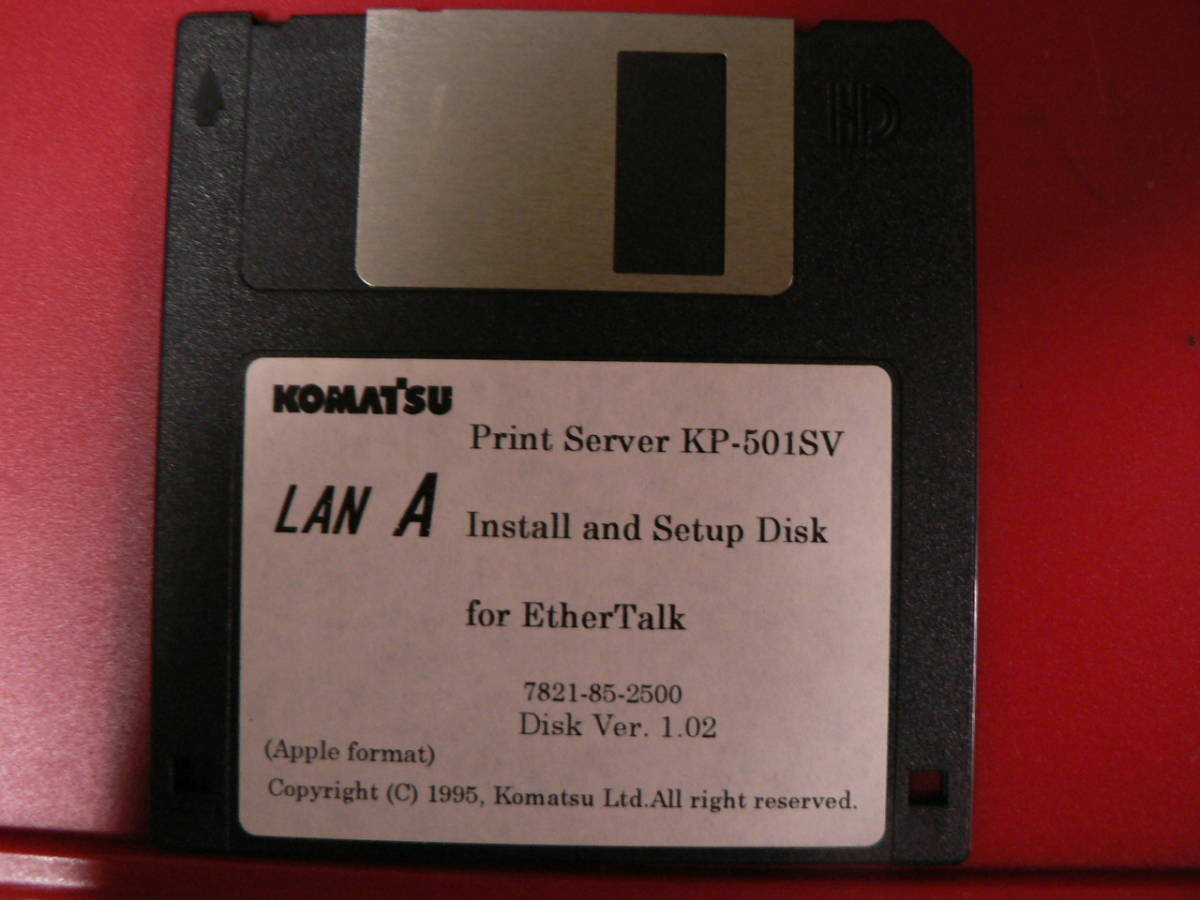 HD
KOMATSU
Print Server KP-501SV
LAN A Install and Setup Disk
for EtherTalk
7821-85-2500
Disk Ver. 1.02
(Apple format)
Copyright (C) 1995, Komatsu Ltd.All right reserved.